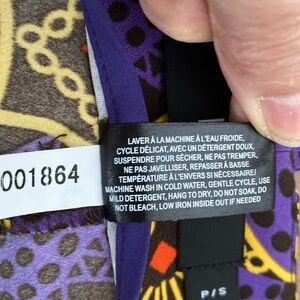 LAVER À LA MACHINE À L'EAU FROIDE,
CYCLE DÉLICAT, AVEC UN DÉTERGENT DOUX,
SUSPENDRE POUR SÉCHER, NE PAS TREMPER,
NE PAS JAVELLISER, REPASSER À BASSE
TEMPÉRATURE À L'ENVERS SI NÉCESSAIRE/
MACHINE WASH IN COLD WATER, GENTLE CYCLE. USE
MILD DETERGENT, HANG TO DRY, DO NOT SOAK, DO
NOT BLEACH, LOW IRON INSIDE OUT IF NEEDED
001864
P/S